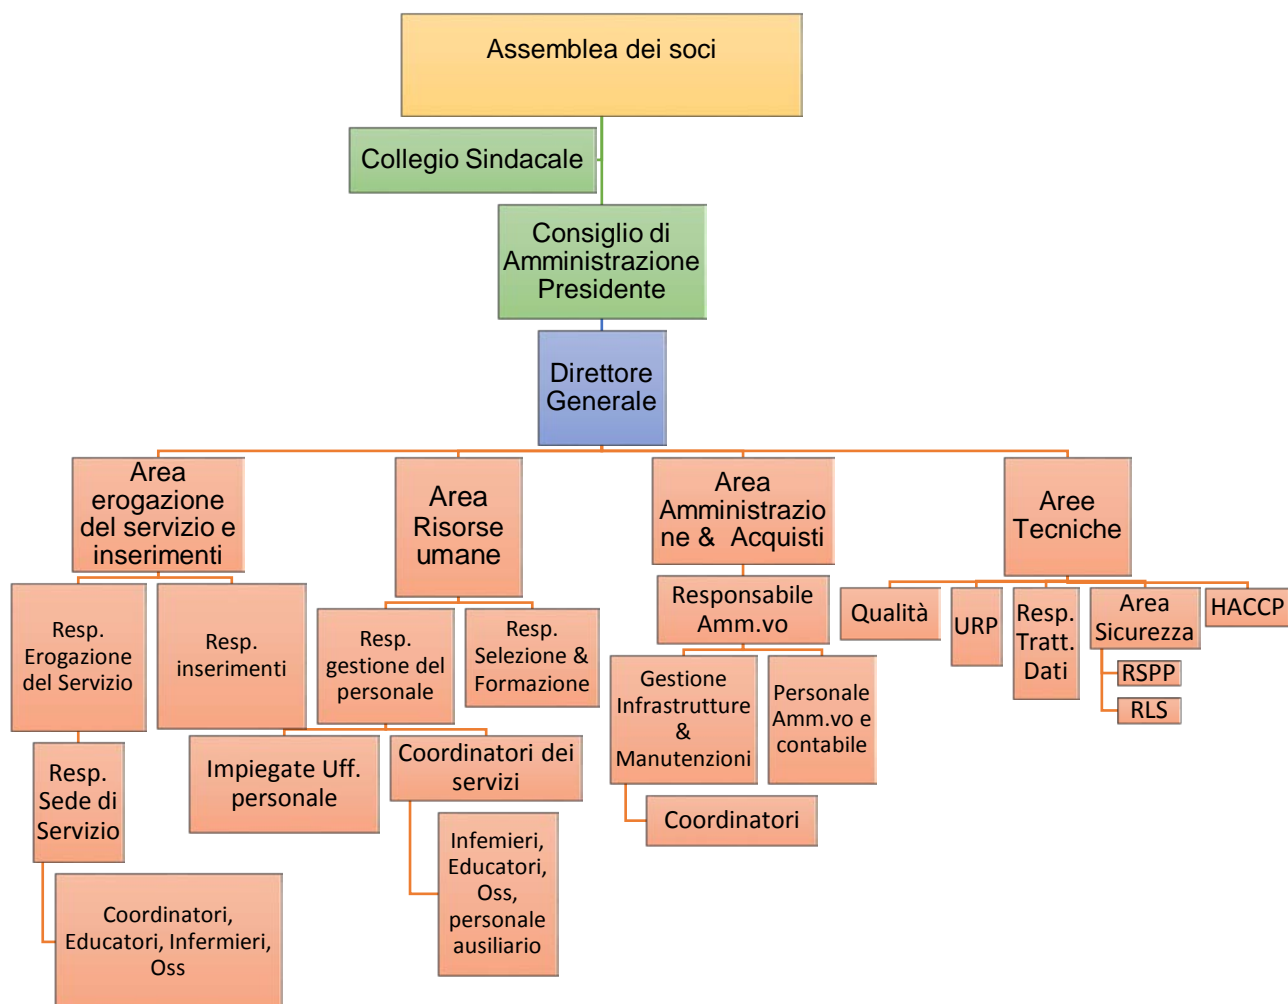 Assemblea dei soci
Collegio Sindacale
Consiglio di
Amministrazione
Presidente
Direttore
Generale
Area
erogazione
del servizio e
inserimenti
Area
Risorse
umane
Area
Amministrazio
ne & Acquisti
Aree
Tecniche
Resp.
Erogazione
del Servizio
Resp.
inserimenti
Resp.
gestione del
personale
Resp.
Selezione &
Formazione
Responsabile
Amm.vo
Qualità
URP
Resp.
Tratt.
Dati
Area
Sicurezza
HACCP
RSPP
RLS
Gestione
Infrastrutture
&
Manutenzioni
Personale
Amm.vo e
contabile
Resp.
Sede di
Servizio
Impiegate Uff.
personale
Coordinatori dei
servizi
Coordinatori
Infemieri,
Educatori,
Oss,
personale
ausiliario
Coordinatori,
Educatori, Infermieri,
Oss